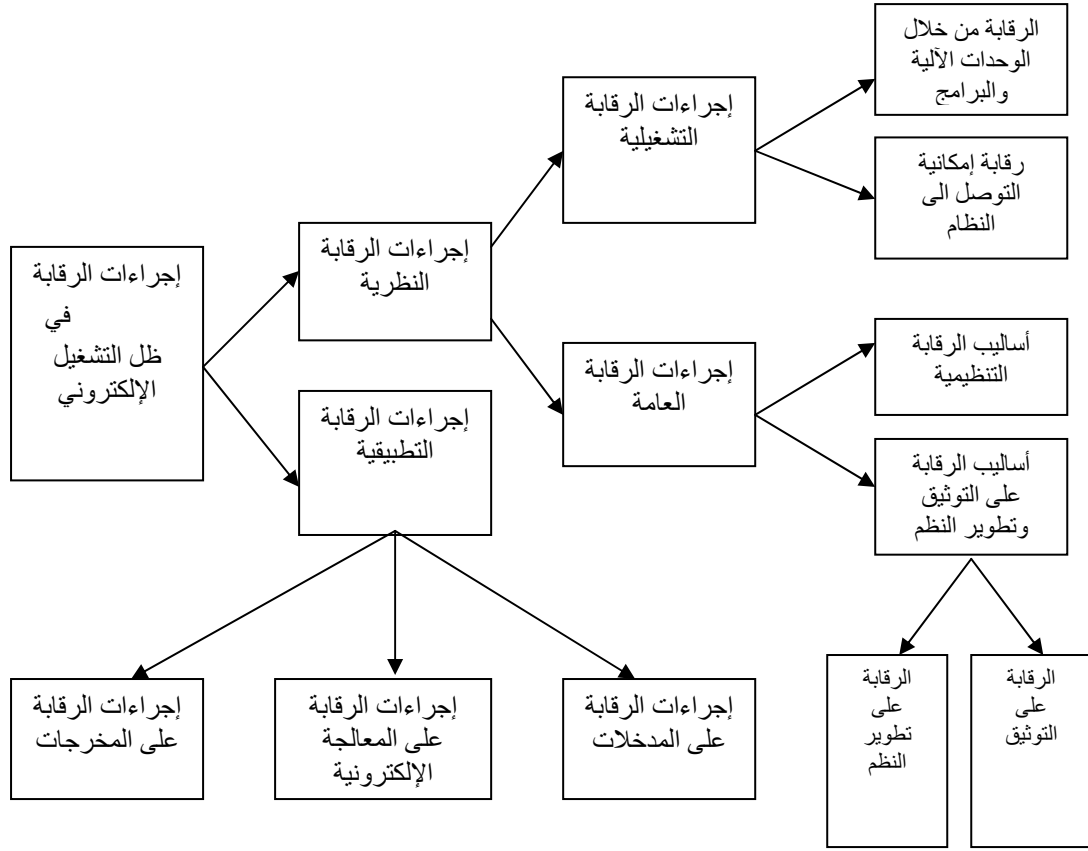 الرقابة من خلال
الوحدات الآلية
والبرامج
إجراءات الرقابة
التشغيلية
رقابة إمكانية
التوصل الى
النظام
إجراءات الرقابة
النظرية
إجراءات الرقابة
في
ظل التشغيل
الإلكتروني
أساليب الرقابة
التنظيمية
إجراءات الرقابة
العامة
إجراءات الرقابة
التطبيقية
أساليب الرقابة
على التوثيق
وتطوير النظم
الرقابة
على
التوثيق
الرقابة
على
تطوير
النظم
إجراءات الرقابة
على المدخلات
إجراءات الرقابة
على المعالجة
الإلكترونية
إجراءات الرقابة
على المخرجات